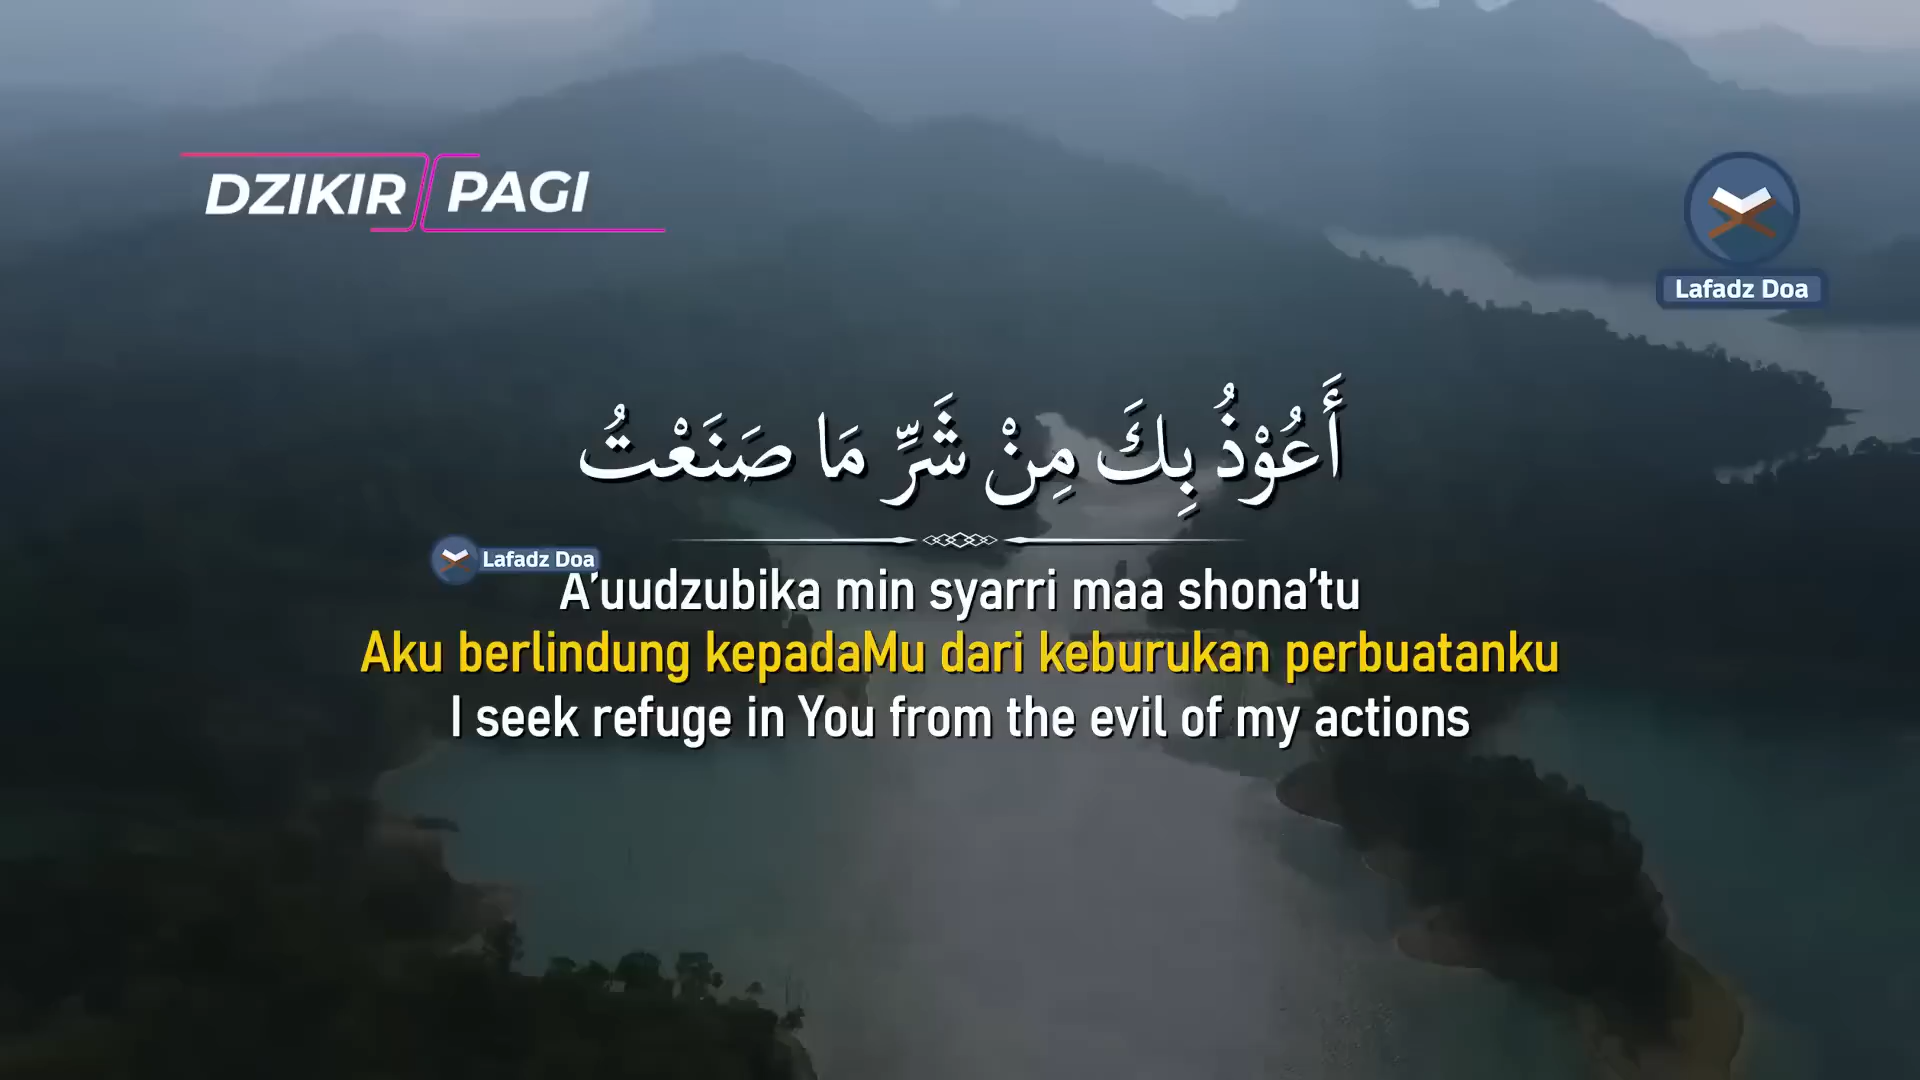 DZIKIR PAGI
Lafadz Doa
أَعُوْذُ بِكَ مِنْ شَرِّ مَا صَنَعْتُ
Lafadz Doa
A’uudzubika min syarri maa shona’tu
Aku berlindung kepadaMu dari keburukan perbuatanku
I seek refuge in You from the evil of my actions